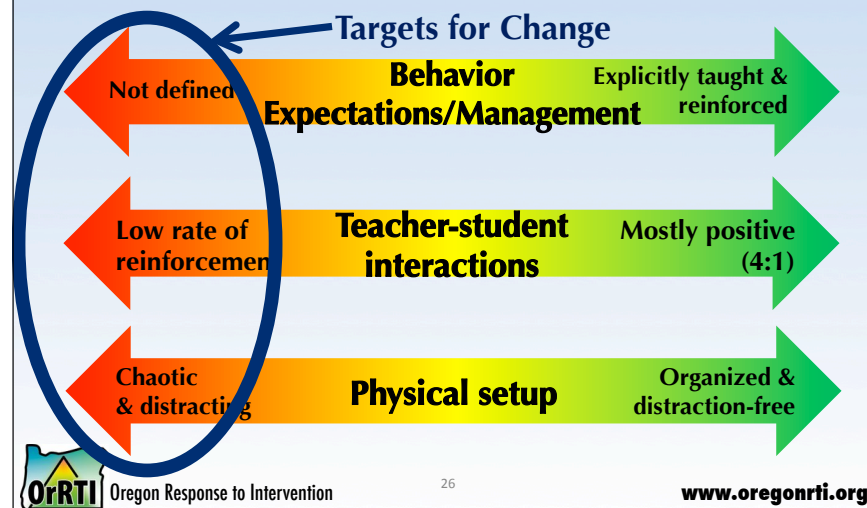 Targets for Change
Not defined
Behavior
Expectations/Management
Explicitly taught &
reinforced
Low rate of
reinforcemen
Teacher-student
interactions
Mostly positive
(4:1)
Chaotic
& distracting
Physical setup
Organized &
distraction-free
OrRTI Oregon Response to Intervention
26
www.oregonrti.org